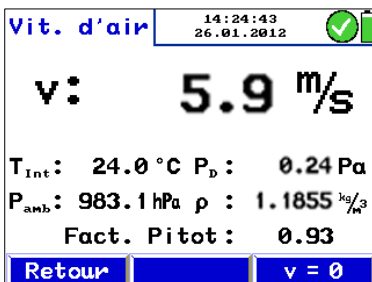 Vit. d'air 14:24:43
26.01.2012
v: 5.9 m/s
TInt: 24.0 °C PD: 0.24 Pa
Pamb: 983.1 hPa ρ : 1.1855 kg/m3
Fact. Pitot: 0.93
Retour v = 0